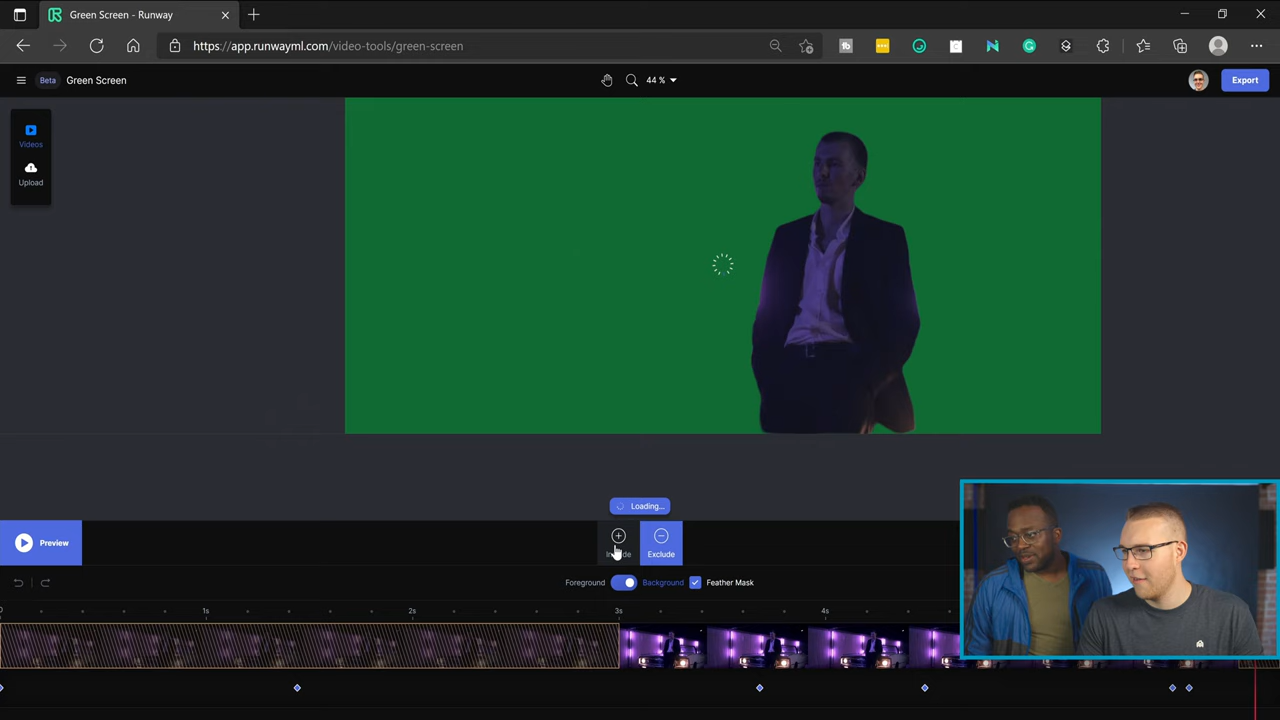 Green Screen - Runway
https://app.runwayml.com/video-tools/green-screen
Beta Green Screen
44 %
Export
Videos
Upload
Loading...
Preview
Exclude
Foreground Background Feather Mask
0 1s 2s 3s 4s